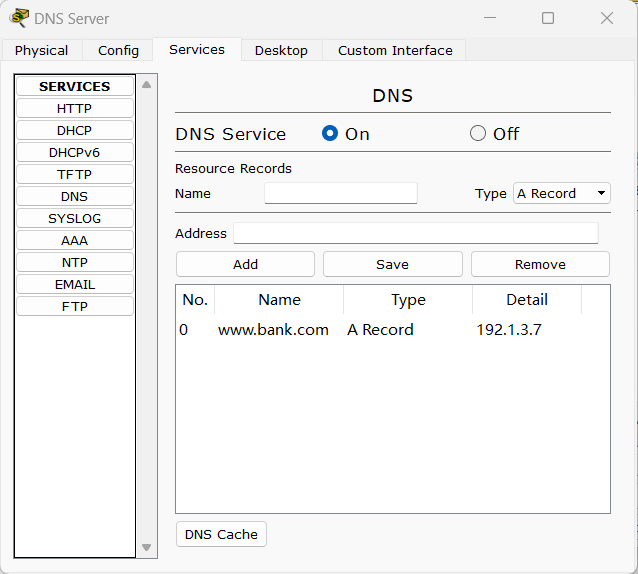 DNS Server
Physical Config Services Desktop Custom Interface
SERVICES
HTTP
DHCP
DHCPv6
TFTP
DNS
SYSLOG
AAA
NTP
EMAIL
FTP
DNS
DNS Service On Off
Resource Records
Name Type A Record
Address
Add Save Remove
No. Name Type Detail
0 www.bank.com A Record 192.1.3.7
DNS Cache